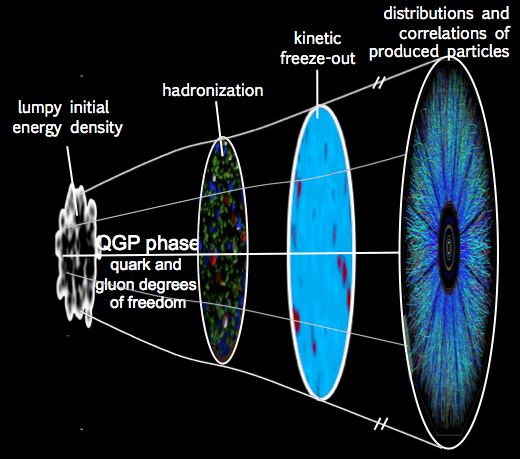 distributions and
correlations of
produced particles
kinetic
freeze-out
hadronization
lumpy initial
energy density
QGP phase
quark and
gluon degrees
of freedom